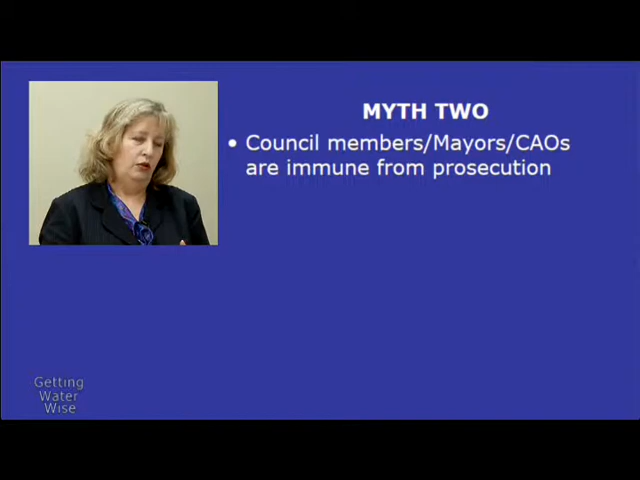 MYTH TWO
• Council members/Mayors/CAOs
are immune from prosecution
Getting
Water
Wise